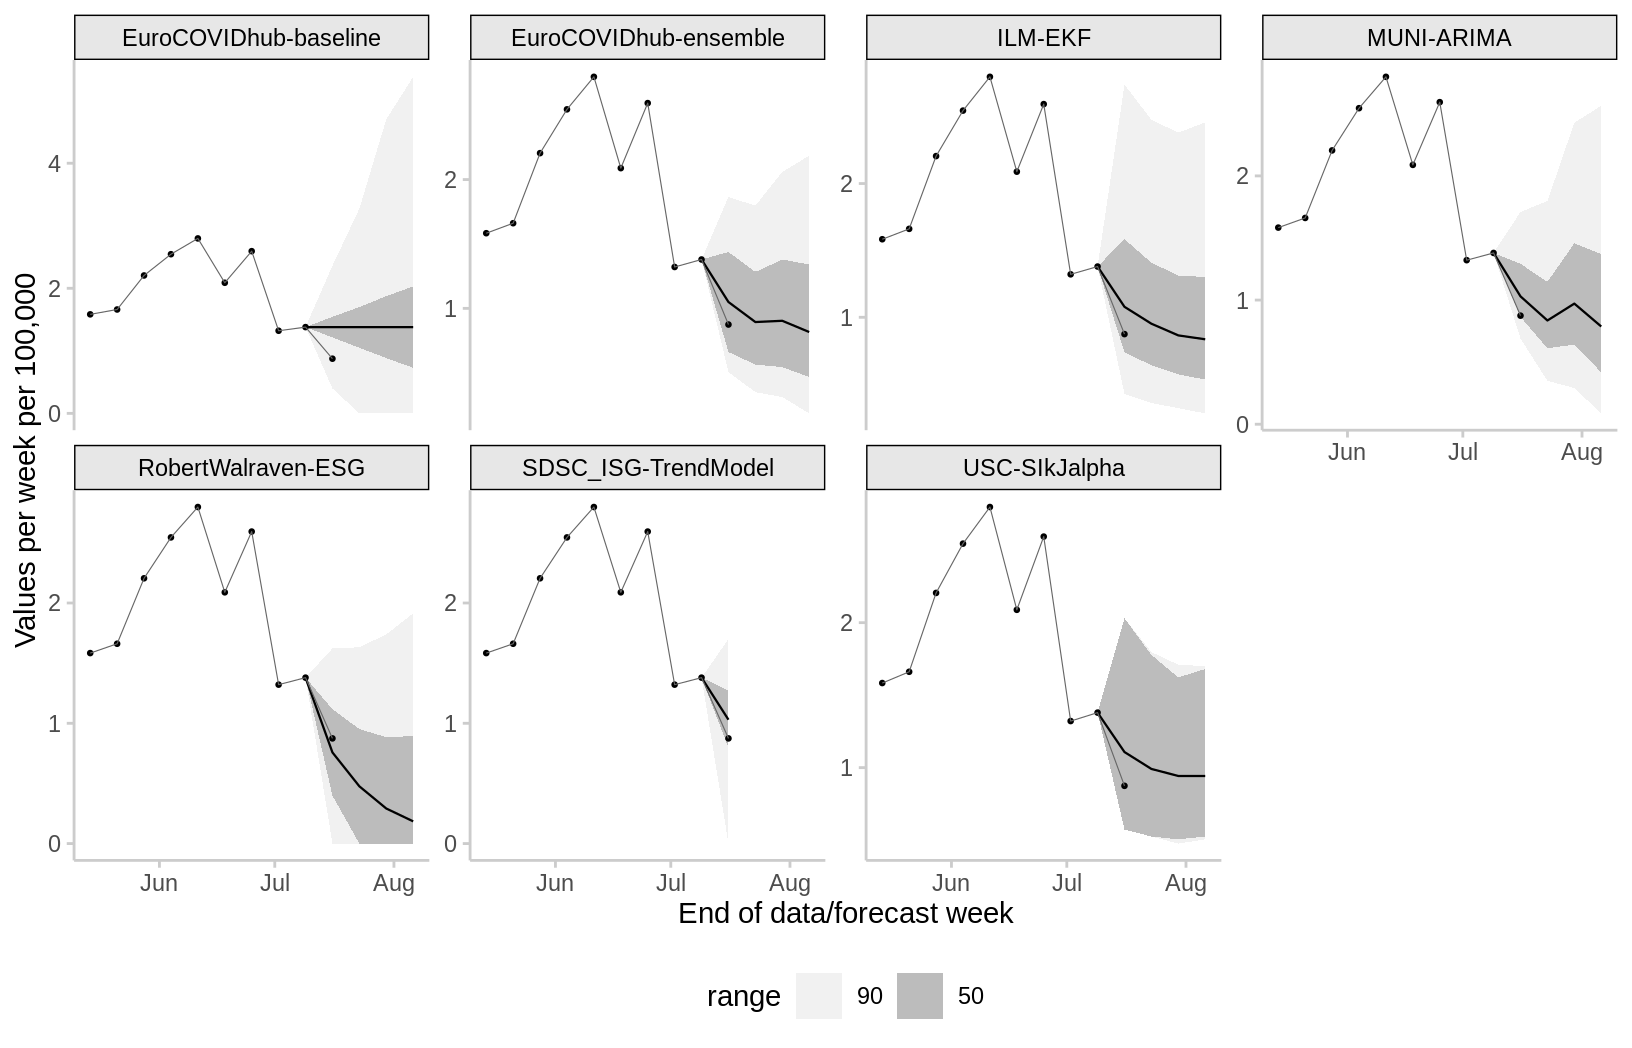 EuroCOVIDhub-baseline
EuroCOVIDhub-ensemble
ILM-EKF
MUNI-ARIMA
4
2
0
2
1
2
1
2
1
0
Jun
Jul
Aug
Values per week per 100,000
RobertWalraven-ESG
SDSC_ISG-TrendModel
USC-SIkJalpha
2
1
0
2
1
0
2
1
Jun
Jul
Aug
Jun
Jul
Aug
Jun
Jul
Aug
End of data/forecast week
range
90
50